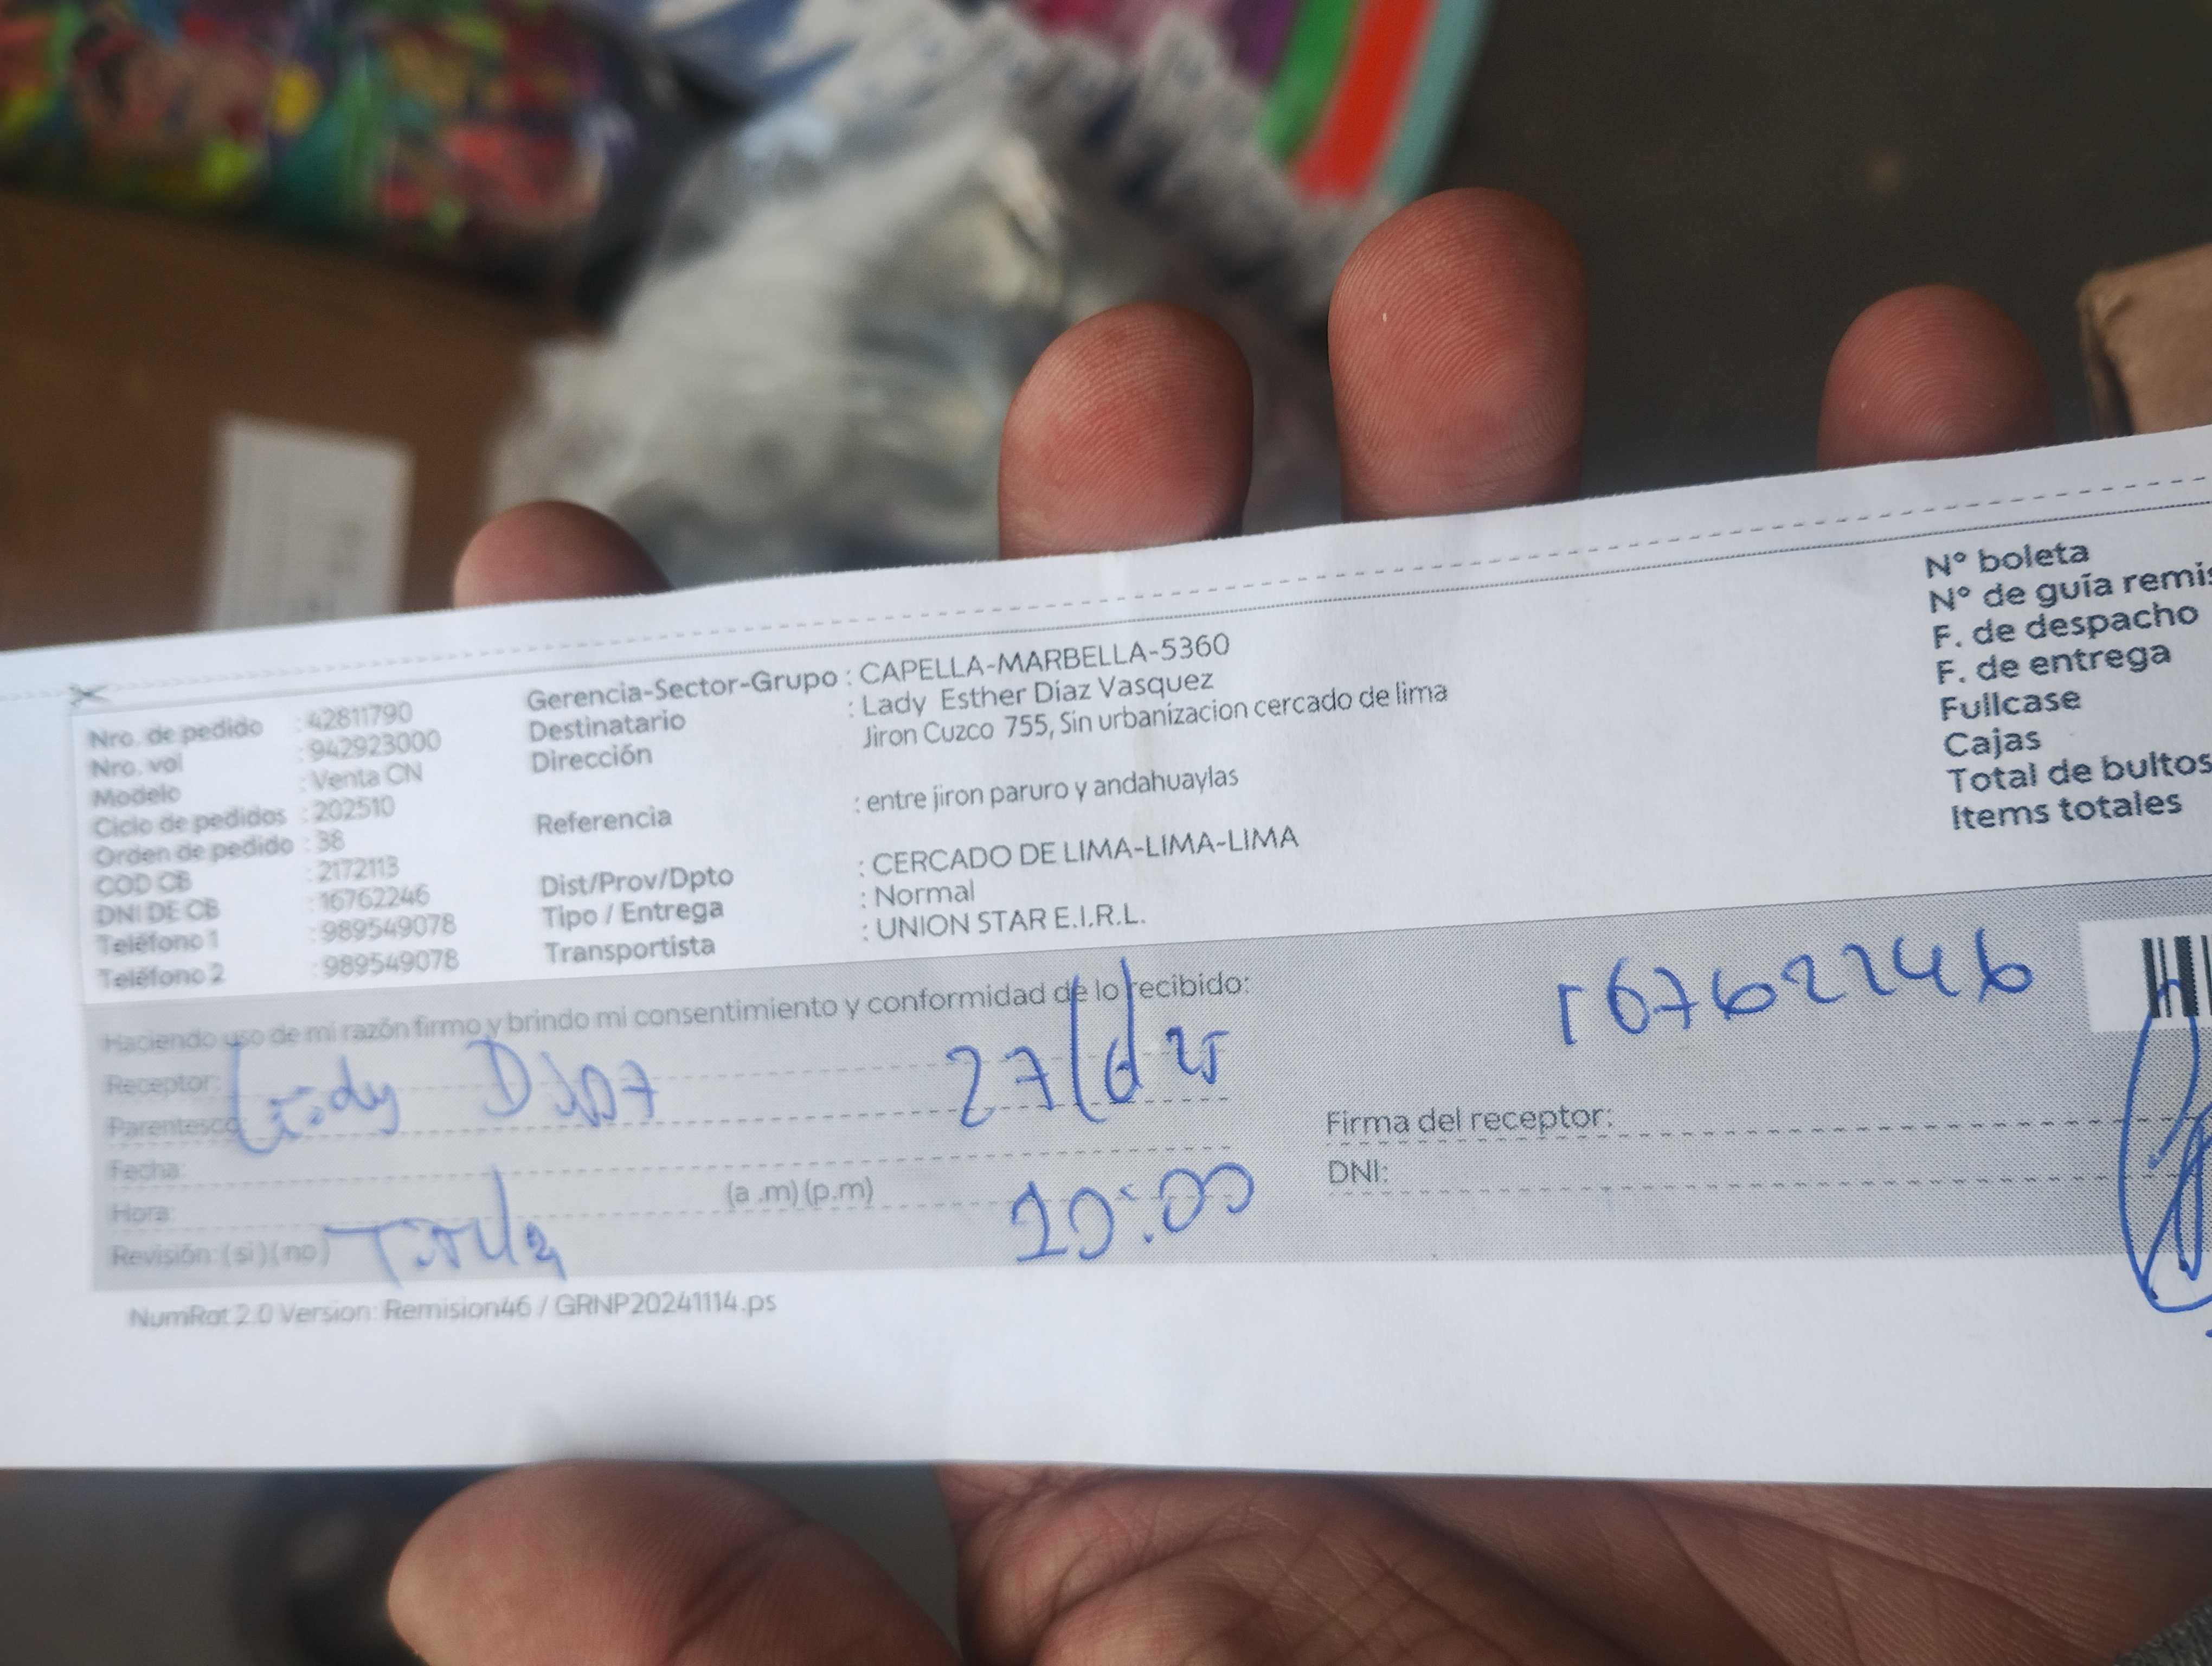 Nro. de pedido : 42811790
Nro. vol : 942923000
Modelo : Venta CN
Ciclo de pedidos : 202510
Orden de pedido : 38
COD CB : 2172113
DNI DE CB : 16762246
Teléfono 1 : 989549078
Teléfono 2 : 989549078
Gerencia-Sector-Grupo : CAPELLA-MARBELLA-5360
Destinatario : Lady Esther Diaz Vasquez
Dirección Jiron Cuzco 755, Sin urbanizacion cercado de lima
Referencia : entre jiron paruro y andahuaylas
Dist/Prov/Dpto : CERCADO DE LIMA-LIMA-LIMA
Tipo / Entrega : Normal
Transportista : UNION STAR E.I.R.L.
N° boleta
N° de guía remis
F. de despacho
F. de entrega
Fullcase
Cajas
Total de bultos
Items totales
Haciendo uso de mi razón firmo y brindo mi consentimiento y conformidad de lo recibido:
16762246
Receptor: Lady Diaz 27/6/25
Parentesco:
Fecha:
Hora: (a .m) (p.m) 20:00
Revisión: (si) (no)
Firma del receptor:
DNI:
NumRot 2.0 Version: Remision46 / GRNP20241114.ps